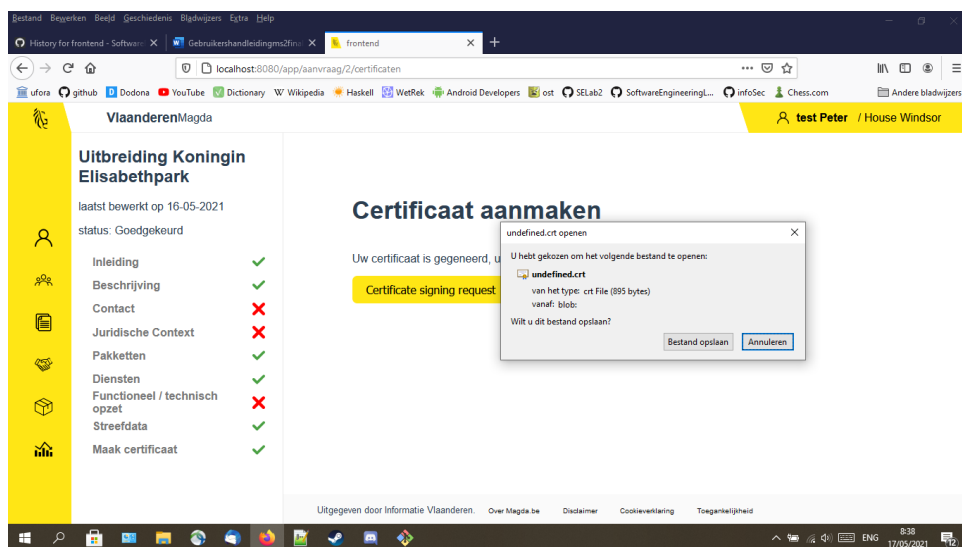 Bestand Bewerken Beeld Geschiedenis Bladwijzers Extra Help
History for frontend - Software
Gebruikershandleidingms2fina
frontend
localhost:8080/app/aanvraag/2/certificaten
ufora github Dodona YouTube Dictionary Wikipedia Haskell WetRek Android Developers ost SELab2 SoftwareEngineeringL... infoSec Chess.com Andere bladwijzers
VlaanderenMagda
test Peter / House Windsor
Uitbreiding Koningin
Elisabethpark
laatst bewerkt op 16-05-2021
status: Goedgekeurd
Inleiding
Beschrijving
Contact
Juridische Context
Pakketten
Diensten
Functioneel / technisch
opzet
Streefdata
Maak certificaat
Certificaat aanmaken
Uw certificaat is gegeneerd, u
Certificate signing request
undefined.crt openen
U hebt gekozen om het volgende bestand te openen:
undefined.crt
van het type: crt File (895 bytes)
vanaf: blob:
Wilt u dit bestand opslaan?
Bestand opslaan Annuleren
Uitgegeven door Informatie Vlaanderen. Over Magda.be Disclaimer Cookieverklaring Toegankelijkheid
ENG
8:38
17/05/2021
12